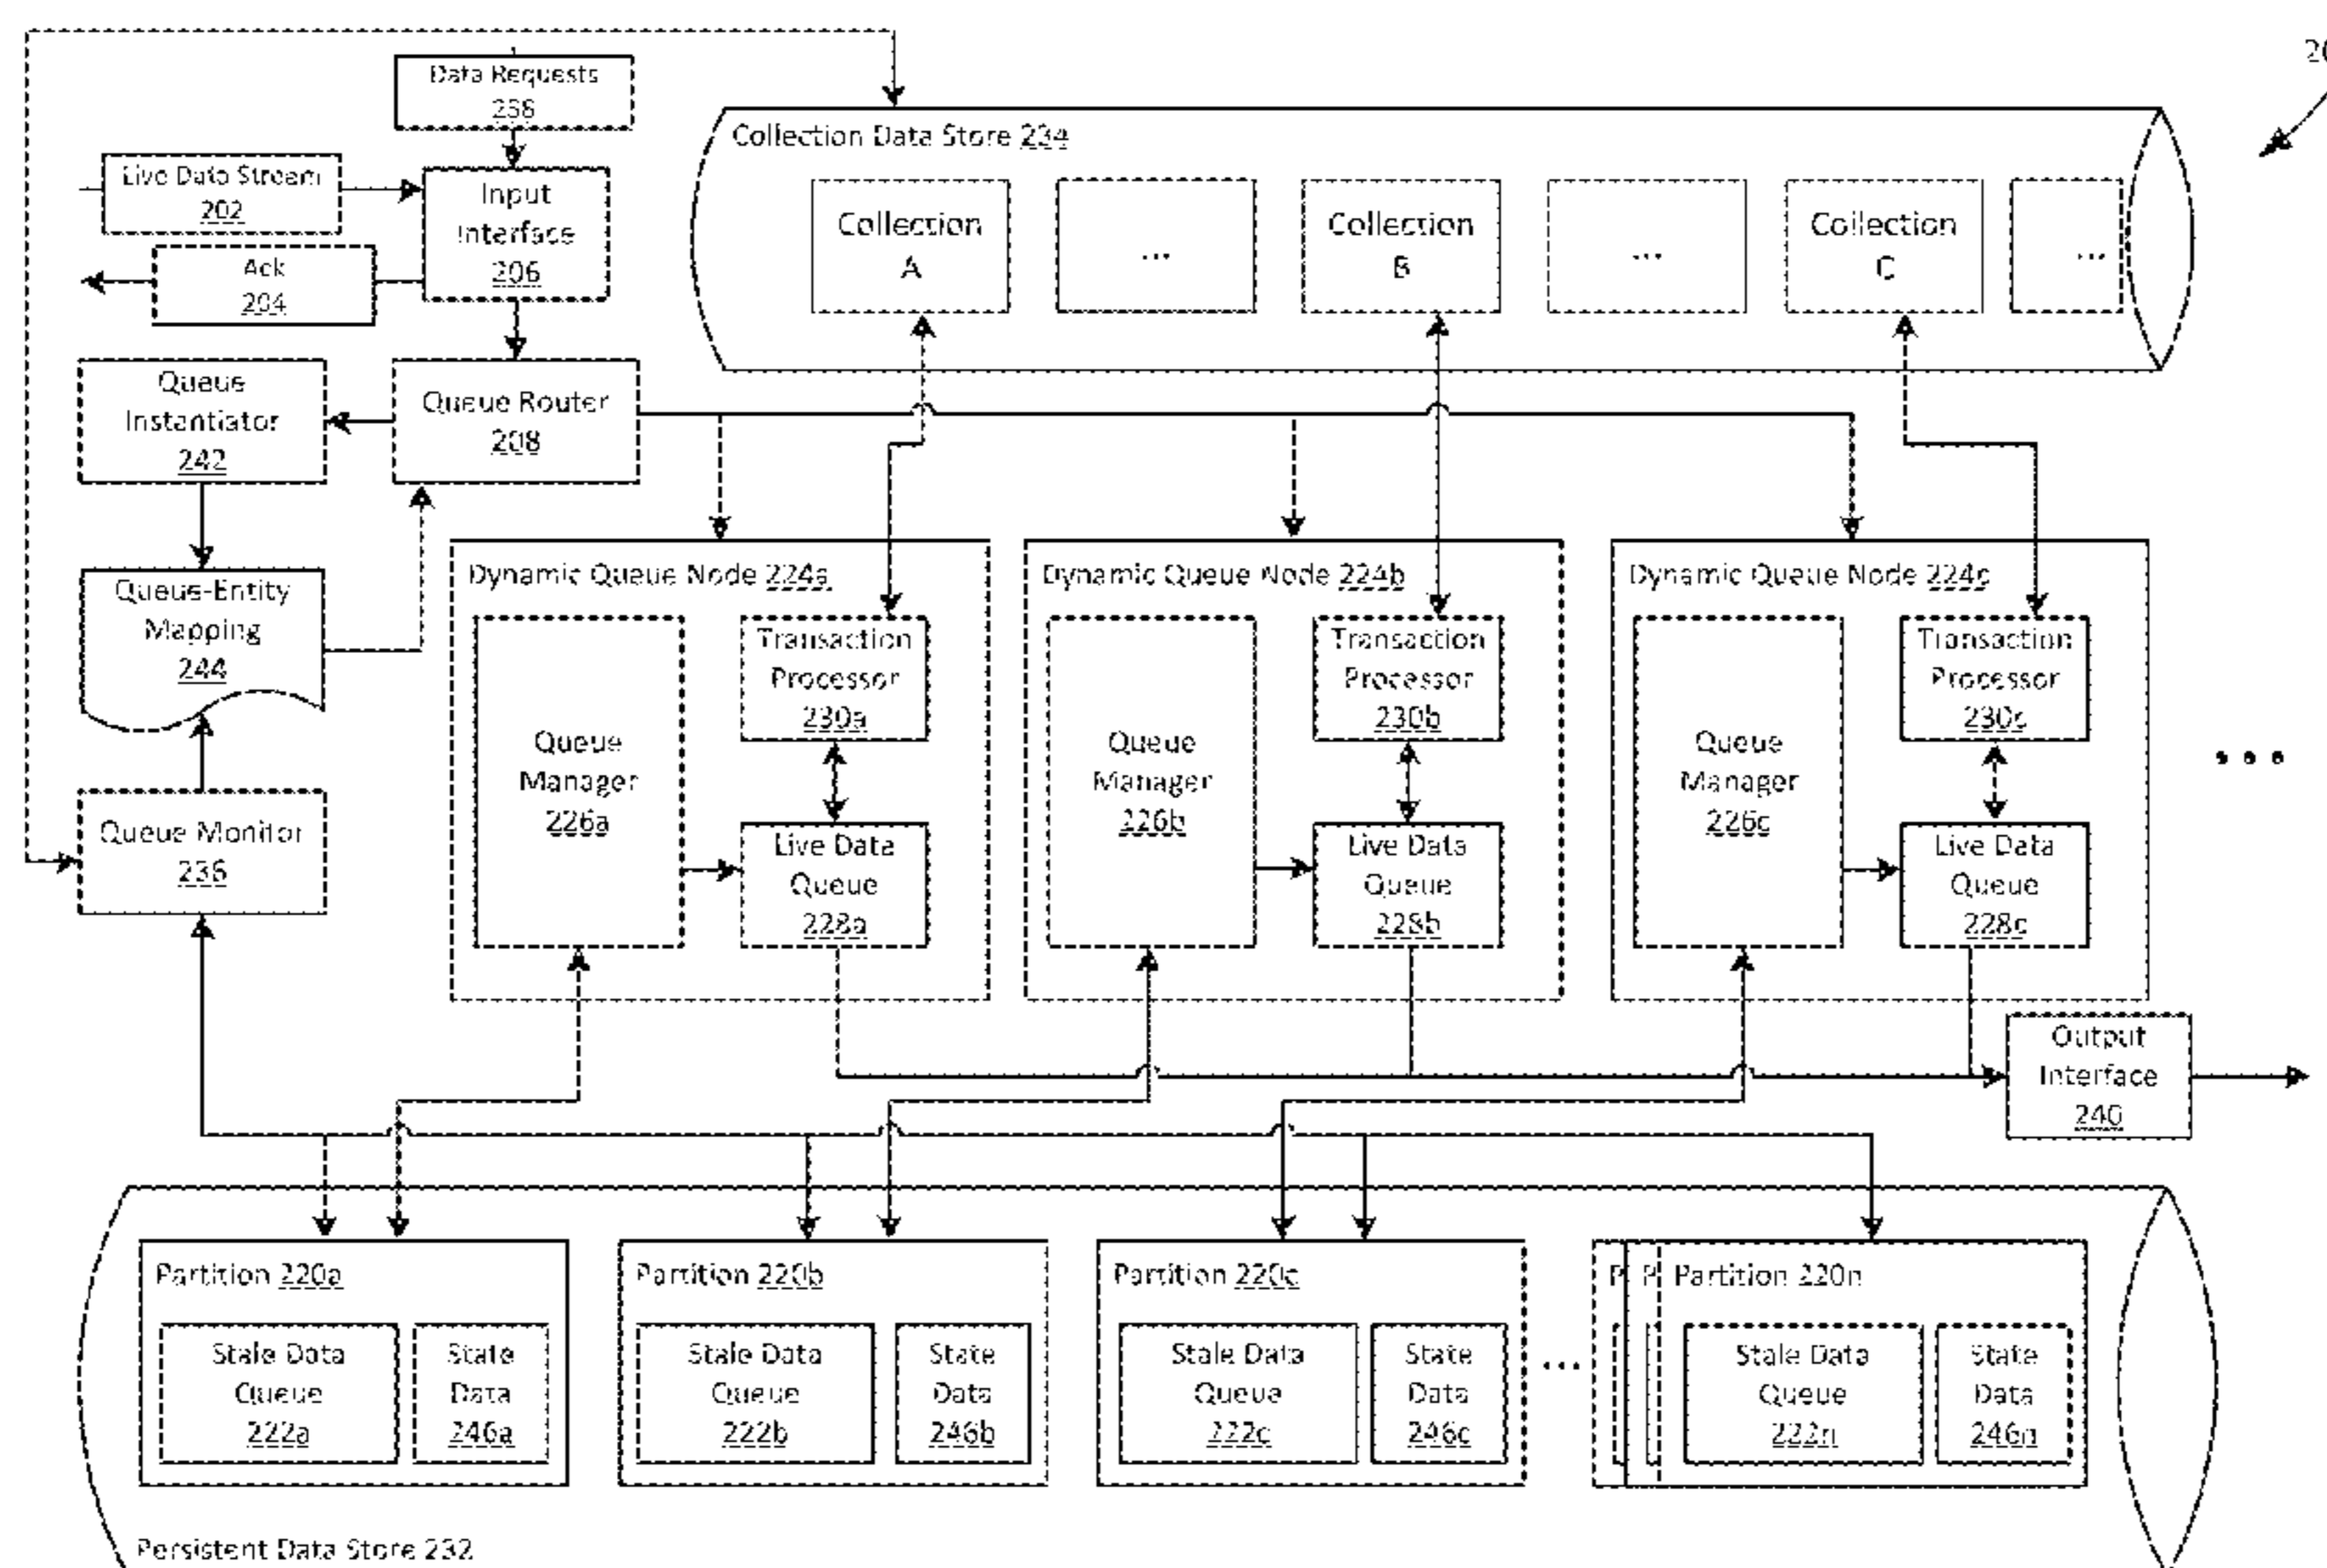 Data Requests
238
Live Data Stream
202
Ack
204
Input
Interface
206
Collection Data Store 234
Collection
A
...
Collection
B
...
Collection
C
...
Queue
Instantiator
242
Queue Router
208
Queue-Entity
Mapping
244
Queue Monitor
236
Dynamic Queue Node 224a
Queue
Manager
226a
Transaction
Processor
230a
Live Data
Queue
228a
Dynamic Queue Node 224b
Queue
Manager
226b
Transaction
Processor
230b
Live Data
Queue
228b
Dynamic Queue Node 224c
Queue
Manager
226c
Transaction
Processor
230c
Live Data
Queue
228c
...
Output
Interface
240
Partition 220a
Stale Data
Queue
222a
State
Data
246a
Partition 220b
Stale Data
Queue
222b
State
Data
246b
Partition 220c
Stale Data
Queue
222c
State
Data
246c
...
P
P
Partition 220n
Stale Data
Queue
222n
State
Data
246n
Persistent Data Store 232